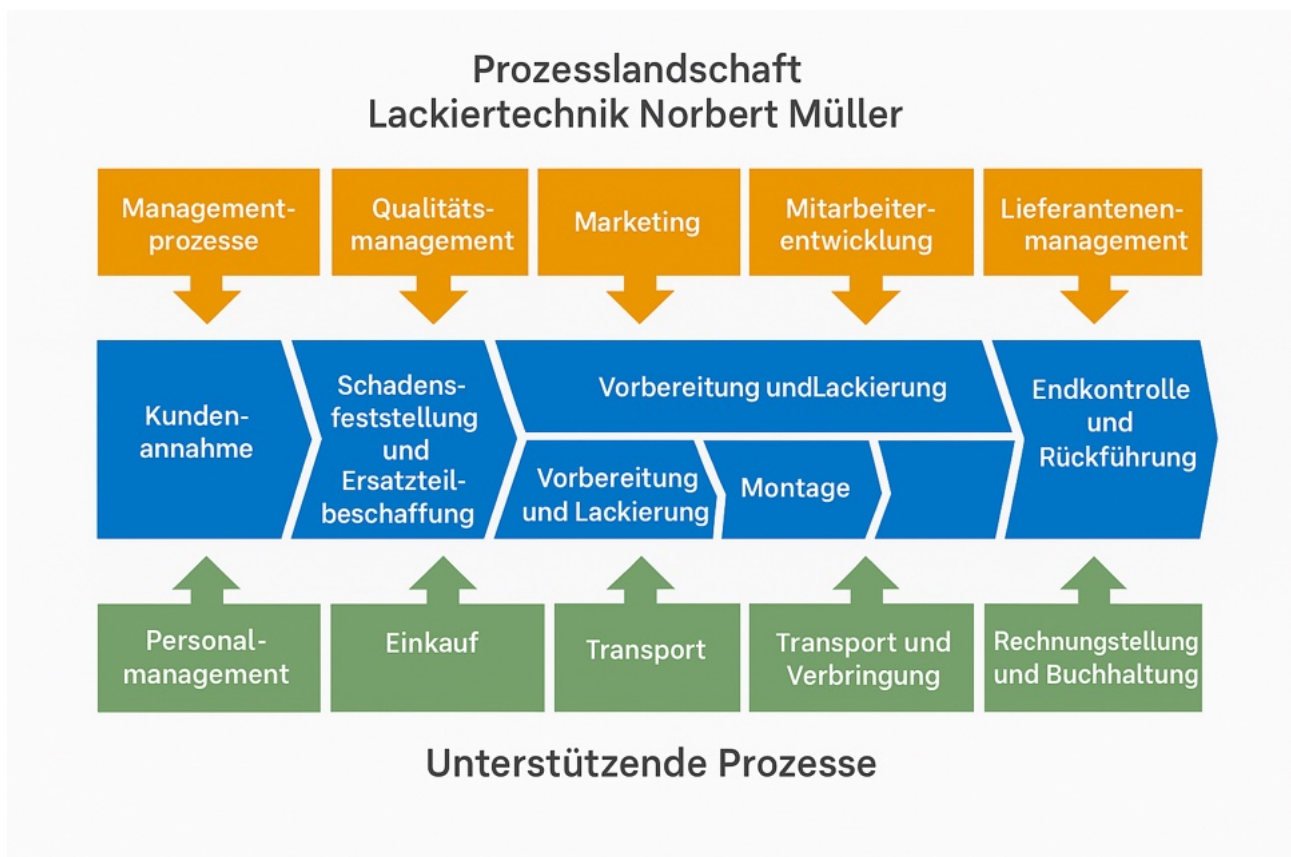 Prozesslandschaft
Lackiertechnik Norbert Müller
Management-
prozesse
Qualitäts-
management
Marketing
Mitarbeiter-
entwicklung
Lieferantenen-
management
Kunden-
annahme
Schadens-
feststellung
und
Ersatzteil-
beschaffung
Vorbereitung undLackierung
Vorbereitung
und Lackierung
Montage
Endkontrolle
und
Rückführung
Personal-
management
Einkauf
Transport
Transport und
Verbringung
Rechnungstellung
und Buchhaltung
Unterstützende Prozesse